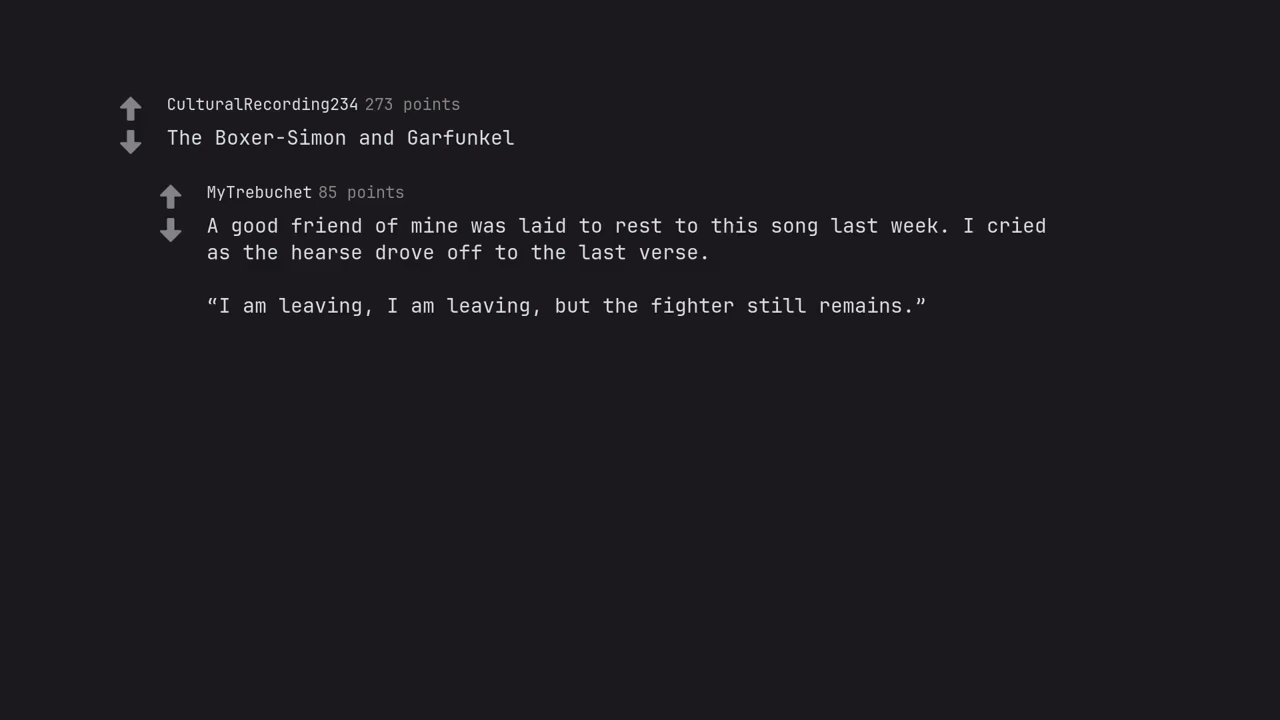 CulturalRecording234 273 points
The Boxer-Simon and Garfunkel
MyTrebuchet 85 points
A good friend of mine was laid to rest to this song last week. I cried
as the hearse drove off to the last verse.
“I am leaving, I am leaving, but the fighter still remains.”